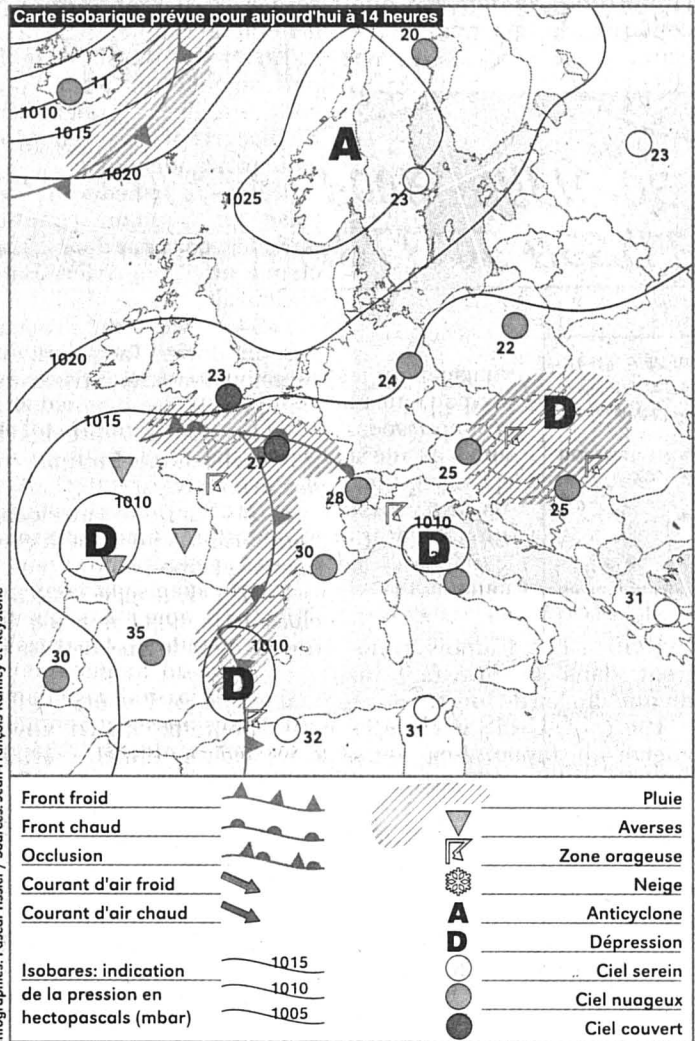 Carte isobarique prévue pour aujourd'hui à 14 heures
20
11
1010
1015
A
23
1020
23
1025
1020
22
23
24
1015
D
27
25
28
25
1010
1010
D
D
30
31
35
1010
30
D
31
32
Front froid
Front chaud
Occlusion
Courant d'air froid
Courant d'air chaud
Isobares: indication
de la pression en
hectopascals (mbar)
1015
1010
1005
Pluie
Averses
Zone orageuse
Neige
A Anticyclone
D Dépression
Ciel serein
Ciel nuageux
Ciel couvert